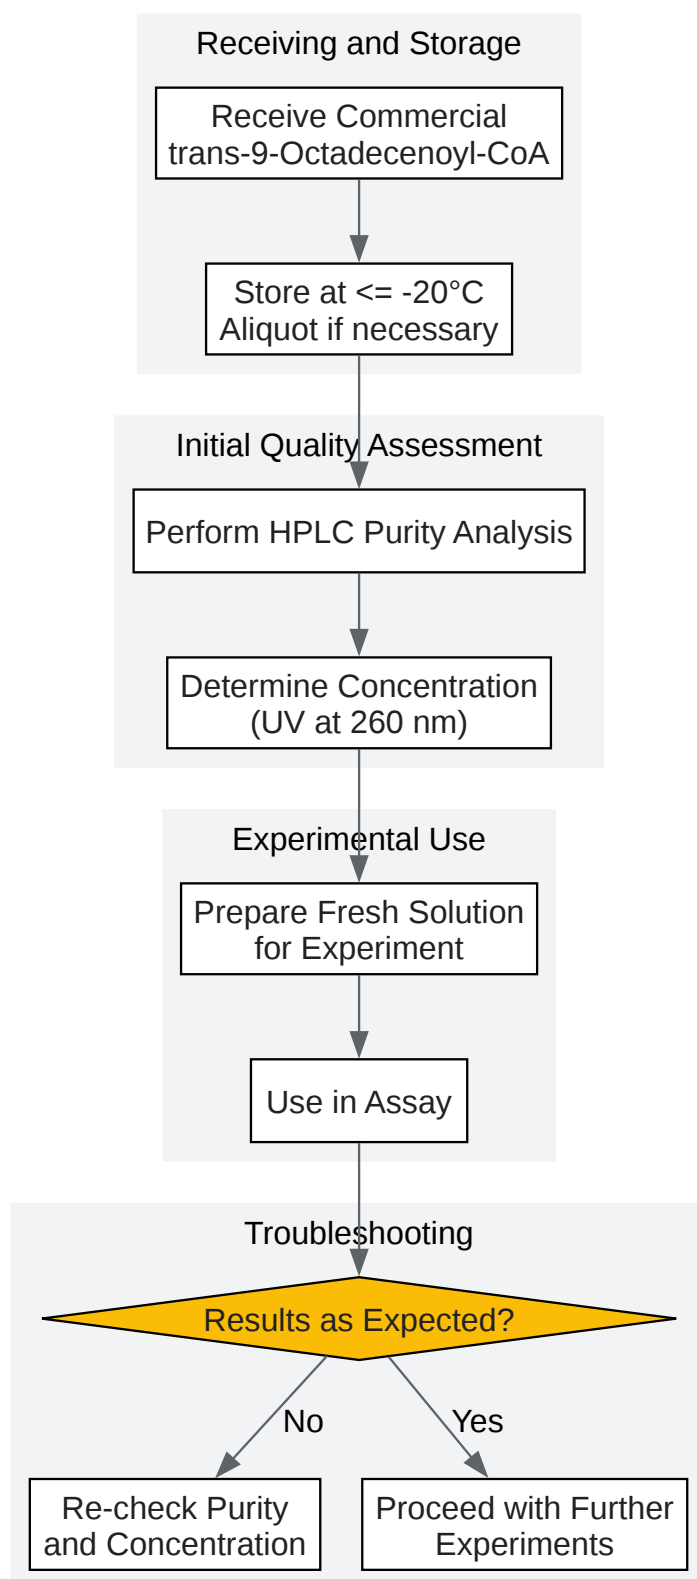 Receiving and Storage
Receive Commercial
trans-9-Octadecenoyl-CoA
Store at <= -20°C
Aliquot if necessary
Initial Quality Assessment
Perform HPLC Purity Analysis
Determine Concentration
(UV at 260 nm)
Experimental Use
Prepare Fresh Solution
for Experiment
Use in Assay
Troubleshooting
Results as Expected?
No
Yes
Re-check Purity
and Concentration
Proceed with Further
Experiments